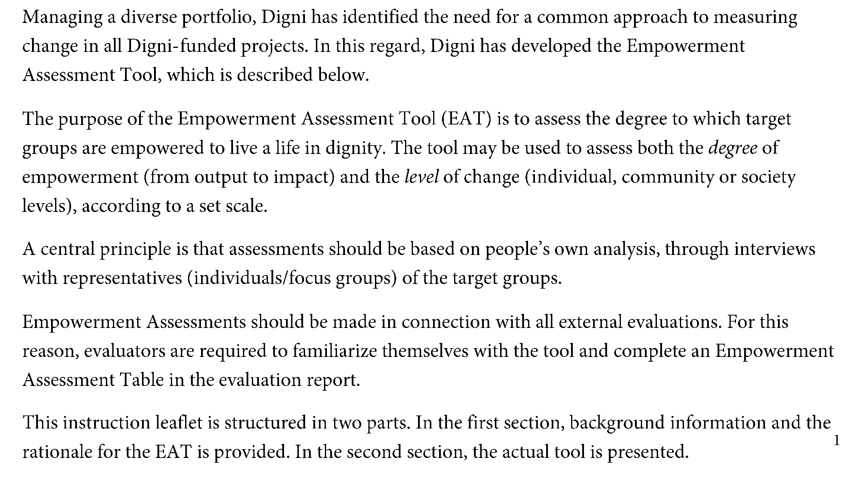 Managing a diverse portfolio, Digni has identified the need for a common approach to measuring
change in all Digni-funded projects. In this regard, Digni has developed the Empowerment
Assessment Tool, which is described below.
The purpose of the Empowerment Assessment Tool (EAT) is to assess the degree to which target
groups are empowered to live a life in dignity. The tool may be used to assess both the degree of
empowerment (from output to impact) and the level of change (individual, community or society
levels), according to a set scale.
A central principle is that assessments should be based on people’s own analysis, through interviews
with representatives (individuals/focus groups) of the target groups.
Empowerment Assessments should be made in connection with all external evaluations. For this
reason, evaluators are required to familiarize themselves with the tool and complete an Empowerment
Assessment Table in the evaluation report.
This instruction leaflet is structured in two parts. In the first section, background information and the
rationale for the EAT is provided. In the second section, the actual tool is presented.
1